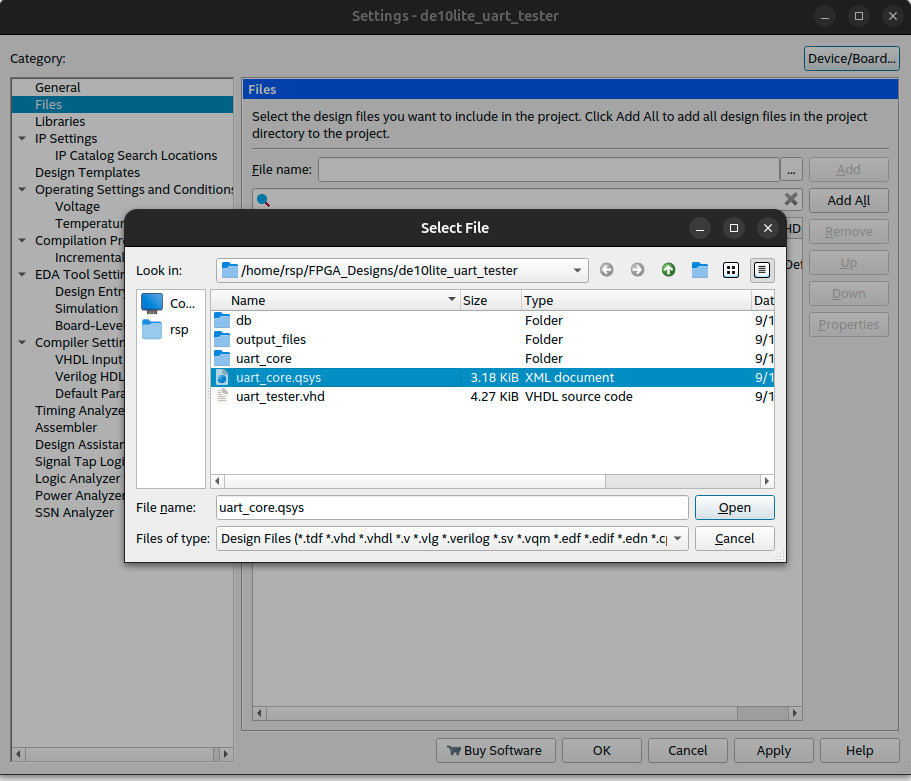 Settings - de10lite_uart_tester
Category:
Device/Board...
General
Files
Libraries
IP Settings
IP Catalog Search Locations
Design Templates
Operating Settings and Conditions
Voltage
Temperatur
Compilation Pr
Incremental
EDA Tool Settin
Design Entry
Simulation
Board-Level
Compiler Settin
VHDL Input
Verilog HDL
Default Para
Timing Analyze
Assembler
Design Assistan
Signal Tap Logi
Logic Analyzer
Power Analyzer
SSN Analyzer
Files
Select the design files you want to include in the project. Click Add All to add all design files in the project
directory to the project.
File name:
...
Add
Add All
HD
Remove
Det
Up
Down
Properties
Select File
Look in:
/home/rsp/FPGA_Designs/de10lite_uart_tester
Co...
rsp
Name Size Type Dat
db Folder 9/1
output_files Folder 9/1
uart_core Folder 9/1
uart_core.qsys 3.18 KiB XML document 9/1
uart_tester.vhd 4.27 KiB VHDL source code 9/1
File name: uart_core.qsys Open
Files of type: Design Files (*.tdf *.vhd *.vhdl *.v *.vlg *.verilog *.sv *.vqm *.edf *.edif *.edn *.cp Cancel
Buy Software OK Cancel Apply Help